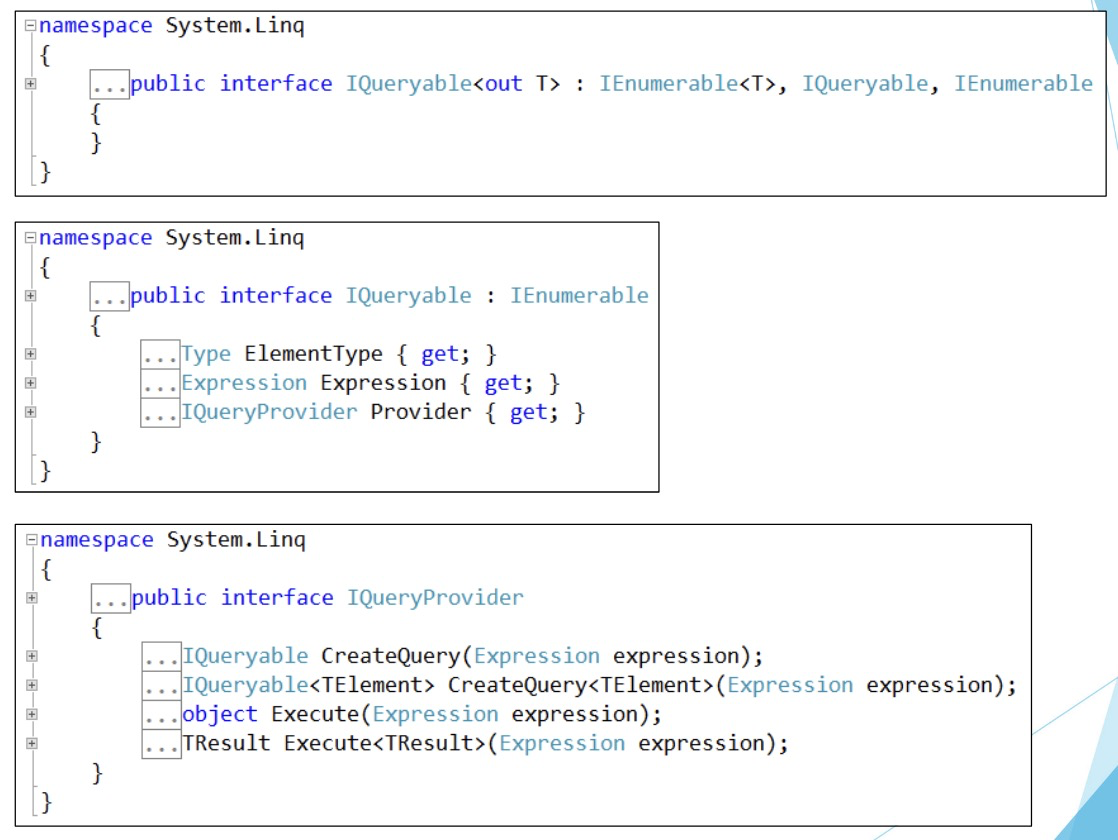 namespace System.Linq
{
...public interface IQueryable<out T> : IEnumerable<T>, IQueryable, IEnumerable
{
}
}
namespace System.Linq
{
...public interface IQueryable : IEnumerable
{
...Type ElementType { get; }
...Expression Expression { get; }
...IQueryProvider Provider { get; }
}
}
namespace System.Linq
{
...public interface IQueryProvider
{
...IQueryable CreateQuery(Expression expression);
...IQueryable<TElement> CreateQuery<TElement>(Expression expression);
...object Execute(Expression expression);
...TResult Execute<TResult>(Expression expression);
}
}